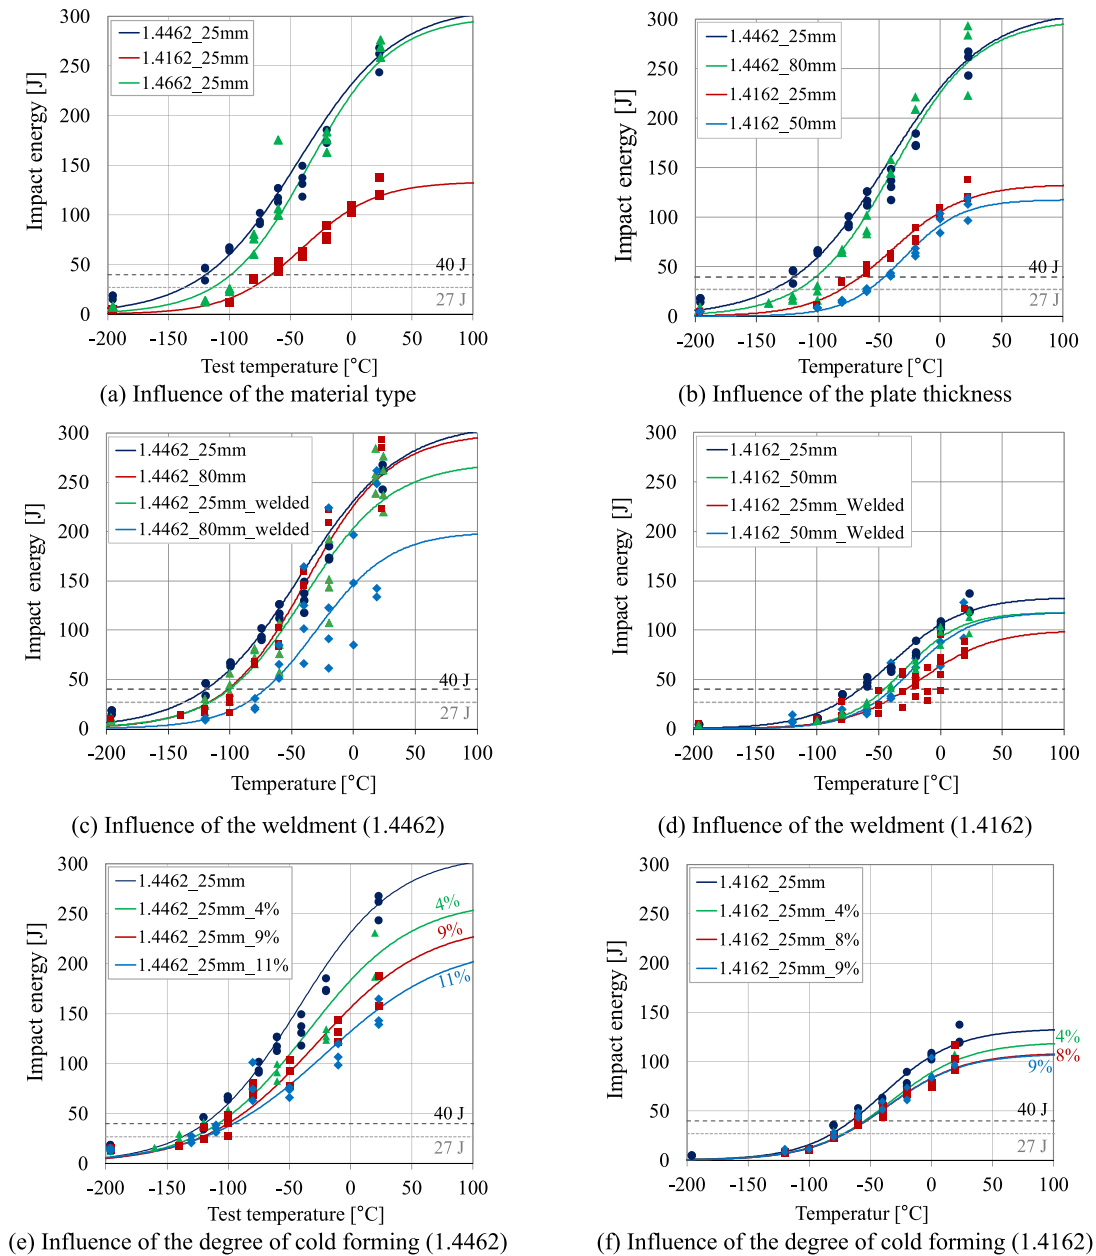 300
250
200
150
100
50
0
Impact energy [J]
1.4462_25mm
1.4162_25mm
1.4662_25mm
40 J
27 J
-200 -150 -100 -50 0 50 100
Test temperature [°C]
(a) Influence of the material type
300
250
200
150
100
50
0
Impact energy [J]
1.4462_25mm
1.4462_80mm
1.4162_25mm
1.4162_50mm
40 J
27 J
-200 -150 -100 -50 0 50 100
Temperature [°C]
(b) Influence of the plate thickness
300
250
200
150
100
50
0
Impact energy [J]
1.4462_25mm
1.4462_80mm
1.4462_25mm_welded
1.4462_80mm_welded
40 J
27 J
-200 -150 -100 -50 0 50 100
Temperature [°C]
(c) Influence of the weldment (1.4462)
300
250
200
150
100
50
0
Impact energy [J]
1.4162_25mm
1.4162_50mm
1.4162_25mm_Welded
1.4162_50mm_Welded
40 J
27 J
-200 -150 -100 -50 0 50 100
Temperature [°C]
(d) Influence of the weldment (1.4162)
300
250
200
150
100
50
0
Impact energy [J]
1.4462_25mm
1.4462_25mm_4%
1.4462_25mm_9%
1.4462_25mm_11%
4%
9%
11%
40 J
27 J
-200 -150 -100 -50 0 50 100
Test temperature [°C]
(e) Influence of the degree of cold forming (1.4462)
300
250
200
150
100
50
0
Impact energy [J]
1.4162_25mm
1.4162_25mm_4%
1.4162_25mm_8%
1.4162_25mm_9%
4%
8%
9%
40 J
27 J
-200 -150 -100 -50 0 50 100
Temperatur [°C]
(f) Influence of the degree of cold forming (1.4162)